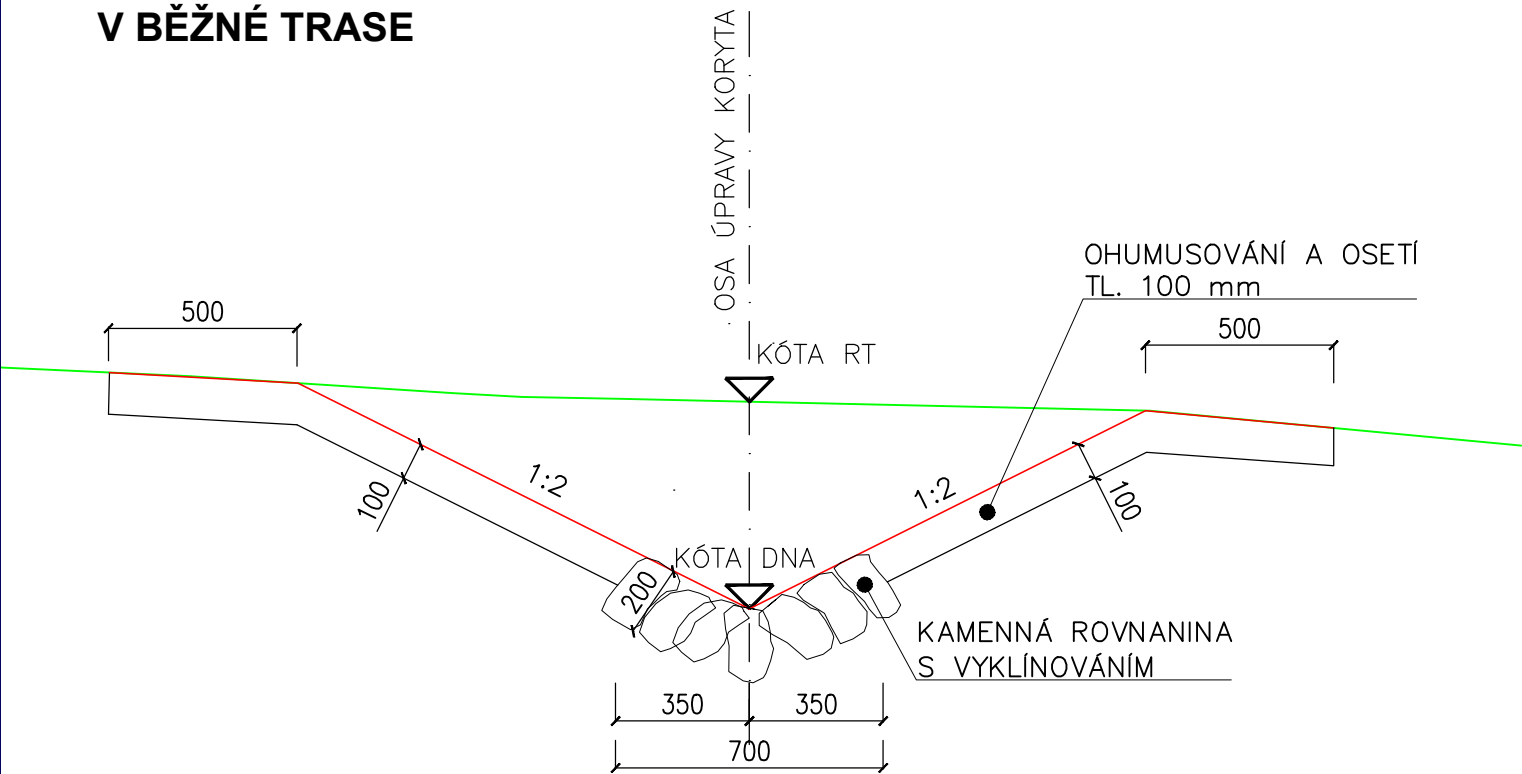 V BĚŽNÉ TRASE
OSA ÚPRAVY KORYTA
OHUMUSOVÁNÍ A OSETÍ
TL. 100 mm
500
500
KÓTA RT
1:2
1:2
100
100
KÓTA DNA
200
KAMENNÁ ROVNANINA
S VYKLÍNOVÁNÍM
350
350
700